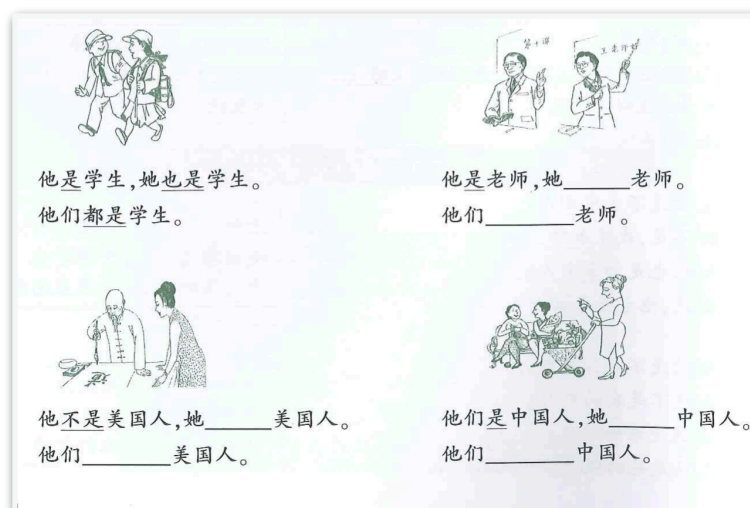 他是学生,她也是学生。
他们都是学生。
第十课
他是老师,她______老师。
他们________老师。
他不是美国人,她______美国人。
他们________美国人。
他们是中国人,她______中国人。
他们________中国人。